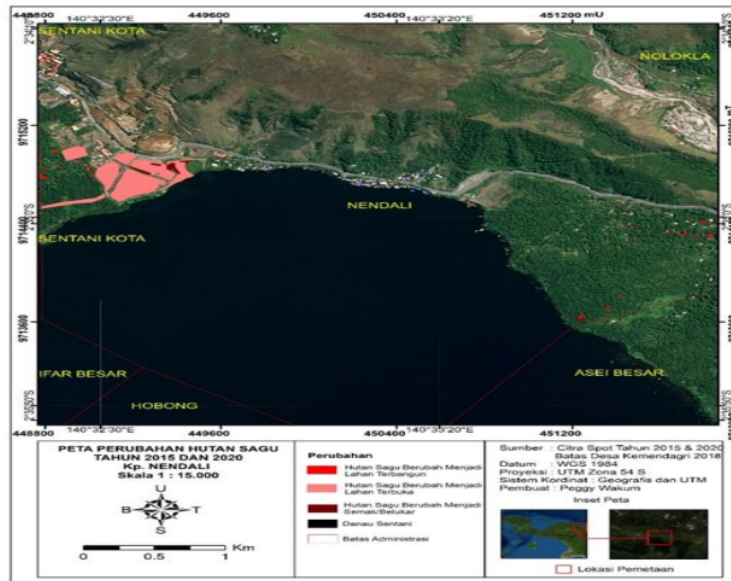 448800 449600 450400 451200 mU
140°32'30"E 140°33'20"E
SENTANI KOTA
NOLOKLA
9715200
9714400
NENDALI
SENTANI KOTA
9713600
IFAR BESAR
ASEI BESAR
HOBONG
140°32'30"E 140°33'20"E
448800 449600 450400 451200
PETA PERUBAHAN HUTAN SAGU
TAHUN 2015 DAN 2020
Kp. NENDALI
Skala 1 : 15.000
U
B T
S
0 0.5 1 Km
Perubahan
Hutan Sagu Berubah Menjadi
Lahan Terbangun
Hutan Sagu Berubah Menjadi
Lahan Terbuka
Hutan Sagu Berubah Menjadi
Semak/Belukar
Danau Sentani
Batas Administrasi
Sumber : Citra Spot Tahun 2015 & 2020
Batas Desa Kemendagri 2018
Datum : WGS 1984
Proyeksi : UTM Zona 54 S
Sistem Kordinat : Geografis dan UTM
Pembuat : Peggy Wakum
Inset Peta
Lokasi Pemetaan